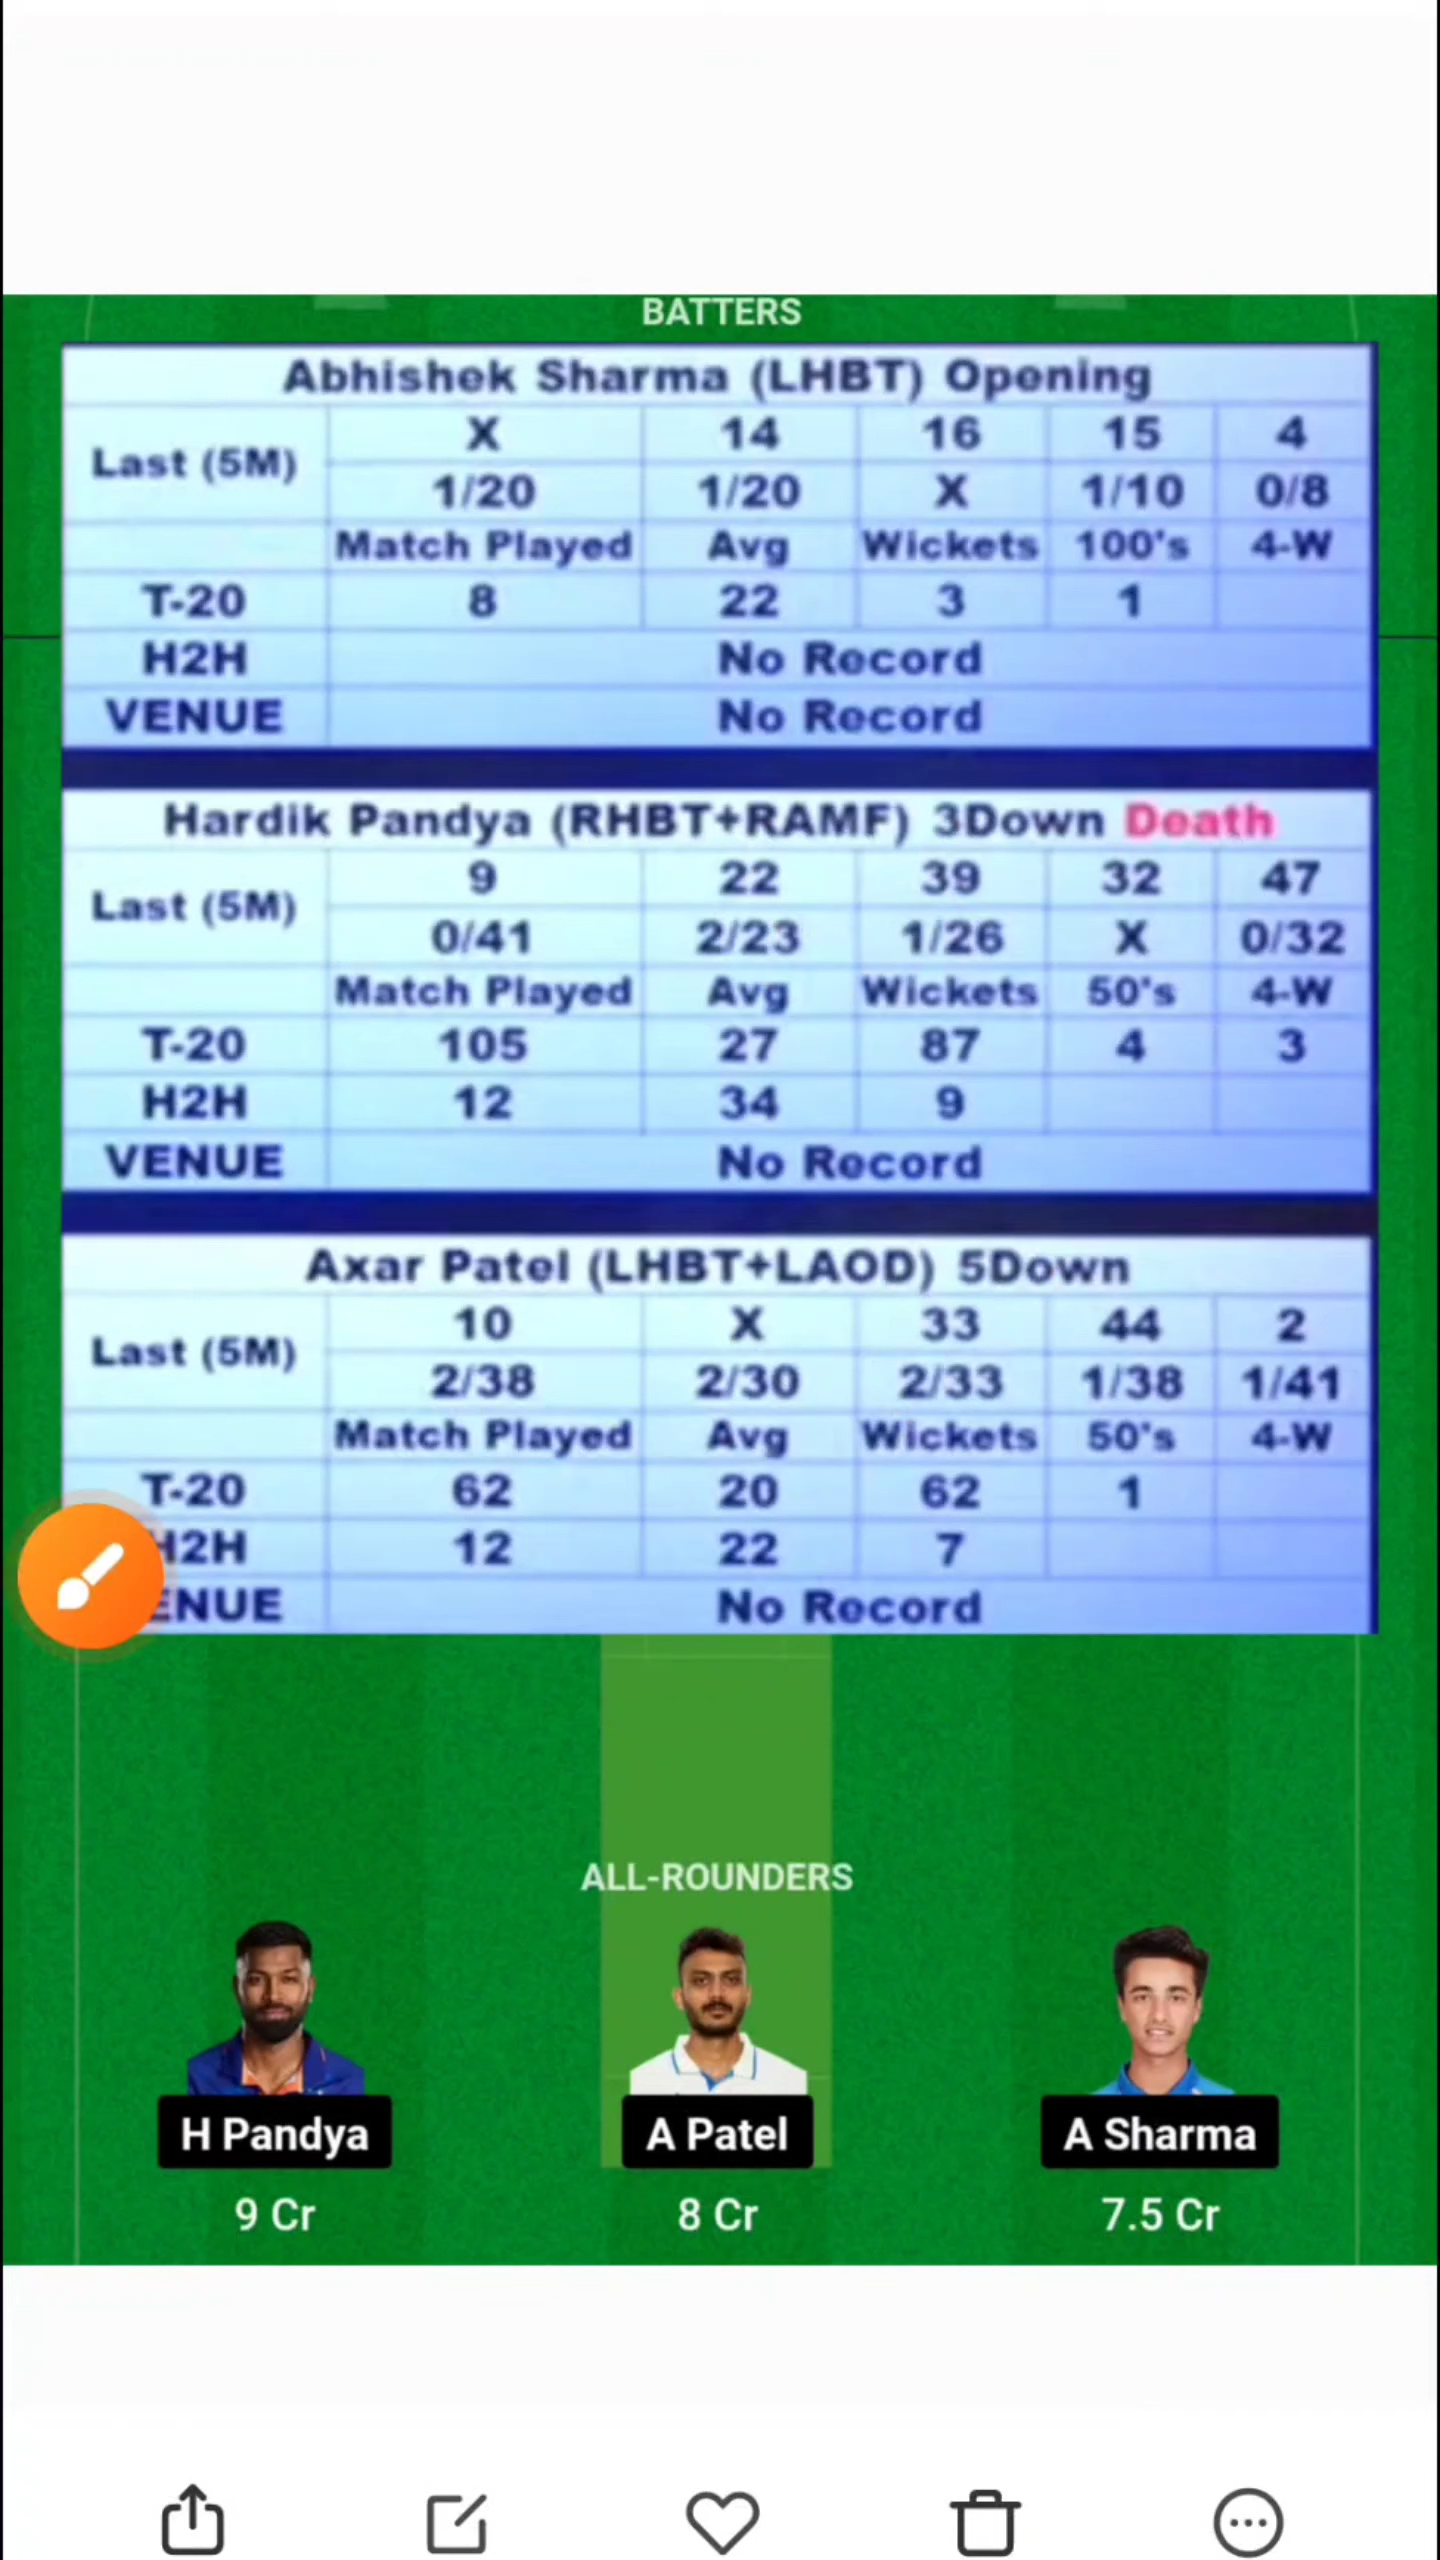 BATTERS
Abhishek Sharma (LHBT) Opening
Last (5M) X 14 16 15 4
1/20 1/20 X 1/10 0/8
Match Played Avg Wickets 100's 4-W
T-20 8 22 3 1
H2H No Record
VENUE No Record
Hardik Pandya (RHBT+RAMF) 3Down Death
Last (5M) 9 22 39 32 47
0/41 2/23 1/26 X 0/32
Match Played Avg Wickets 50's 4-W
T-20 105 27 87 4 3
H2H 12 34 9
VENUE No Record
Axar Patel (LHBT+LAOD) 5Down
Last (5M) 10 X 33 44 2
2/38 2/30 2/33 1/38 1/41
Match Played Avg Wickets 50's 4-W
T-20 62 20 62 1
H2H 12 22 7
ENUE No Record
ALL-ROUNDERS
H Pandya A Patel A Sharma
9 Cr 8 Cr 7.5 Cr